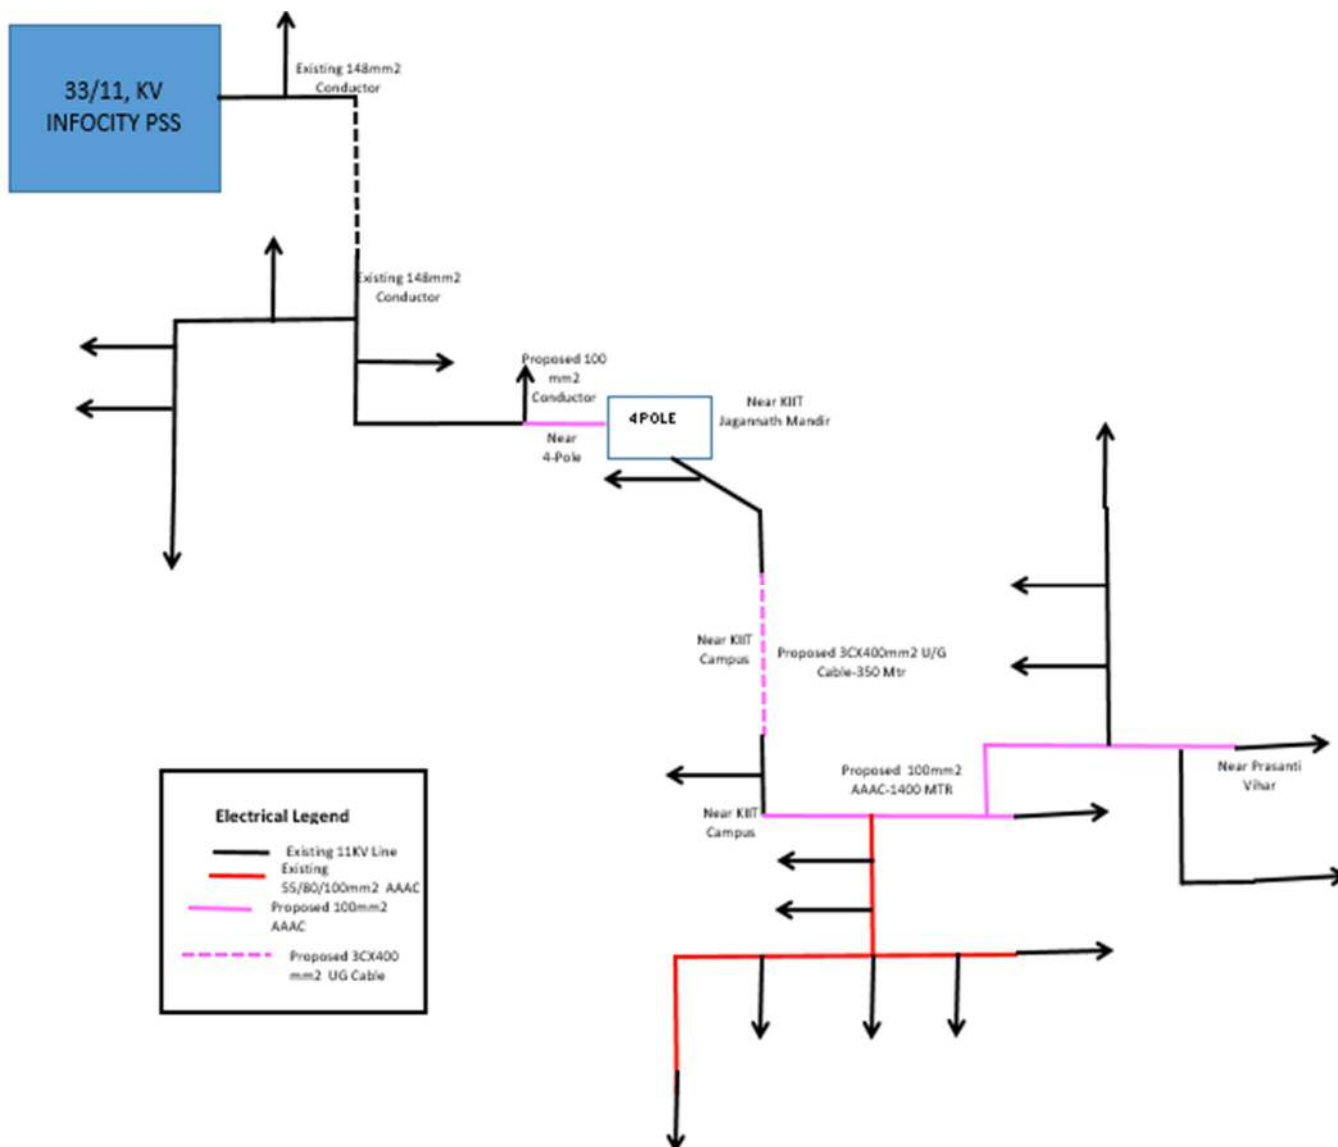 33/11, KV
INFOCITY PSS
Existing 148mm2
Conductor
Existing 148mm2
Conductor
Proposed 100
mm2
Conductor
Near
4-Pole
4 POLE
Near KIIT
Jagannath Mandir
Near KIIT
Campus
Proposed 3CX400mm2 U/G
Cable-350 Mtr
Proposed 100mm2
AAAC-1400 MTR
Near KIIT
Campus
Near Prasanti
Vihar
Electrical Legend
Existing 11KV Line
Existing
55/80/100mm2 AAAC
Proposed 100mm2
AAAC
Proposed 3CX400
mm2 UG Cable